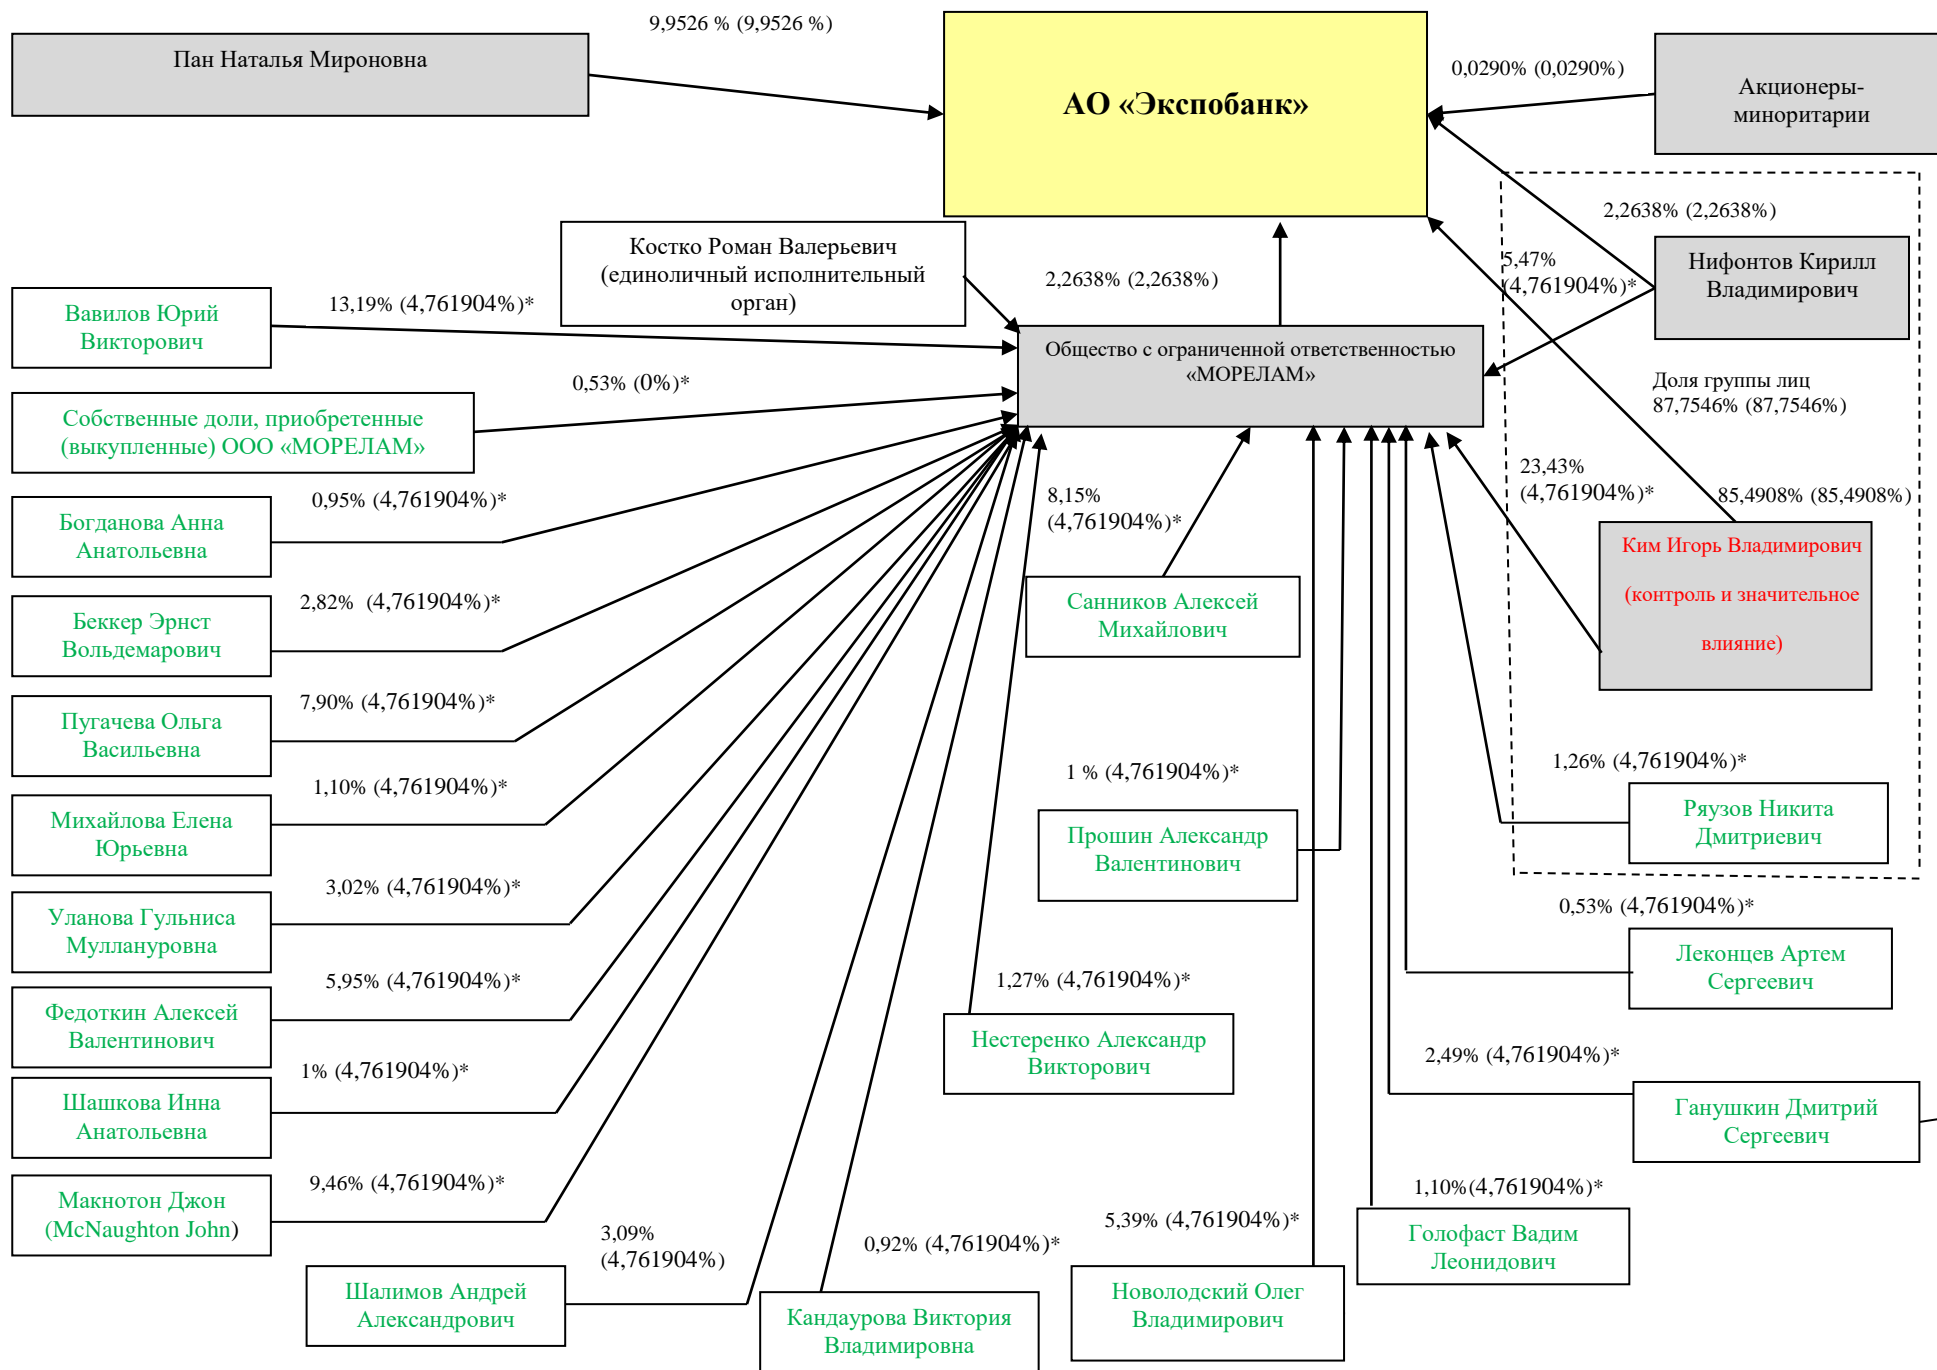 9,9526 % (9,9526 %)
Пан Наталья Мироновна
АО «Экспобанк»
0,0290% (0,0290%)
Акционеры-
миноритарии
2,2638% (2,2638%)
Костко Роман Валерьевич
(единоличный исполнительный
орган)
2,2638% (2,2638%)
5,47%
(4,761904%)*
Нифонтов Кирилл
Владимирович
Вавилов Юрий
Викторович
13,19% (4,761904%)*
Общество с ограниченной ответственностью
«МОРЕЛАМ»
Доля группы лиц
87,7546% (87,7546%)
0,53% (0%)*
Собственные доли, приобретенные
(выкупленные) ООО «МОРЕЛАМ»
23,43%
(4,761904%)*
85,4908% (85,4908%)
0,95% (4,761904%)*
Богданова Анна
Анатольевна
8,15%
(4,761904%)*
Ким Игорь Владимирович
(контроль и значительное
влияние)
2,82% (4,761904%)*
Беккер Эрнст
Вольдемарович
Санников Алексей
Михайлович
7,90% (4,761904%)*
Пугачева Ольга
Васильевна
1,10% (4,761904%)*
Михайлова Елена
Юрьевна
1 % (4,761904%)*
Прошин Александр
Валентинович
1,26% (4,761904%)*
Ряузов Никита
Дмитриевич
3,02% (4,761904%)*
Уланова Гульниса
Муллануровна
0,53% (4,761904%)*
Леконцев Артем
Сергеевич
5,95% (4,761904%)*
Федоткин Алексей
Валентинович
1,27% (4,761904%)*
Нестеренко Александр
Викторович
2,49% (4,761904%)*
Ганушкин Дмитрий
Сергеевич
1% (4,761904%)*
Шашкова Инна
Анатольевна
9,46% (4,761904%)*
Макнотон Джон
(McNaughton John)
3,09%
(4,761904%)
Шалимов Андрей
Александрович
0,92% (4,761904%)*
Кандаурова Виктория
Владимировна
5,39% (4,761904%)*
Новолодский Олег
Владимирович
1,10%(4,761904%)*
Голофаст Вадим
Леонидович